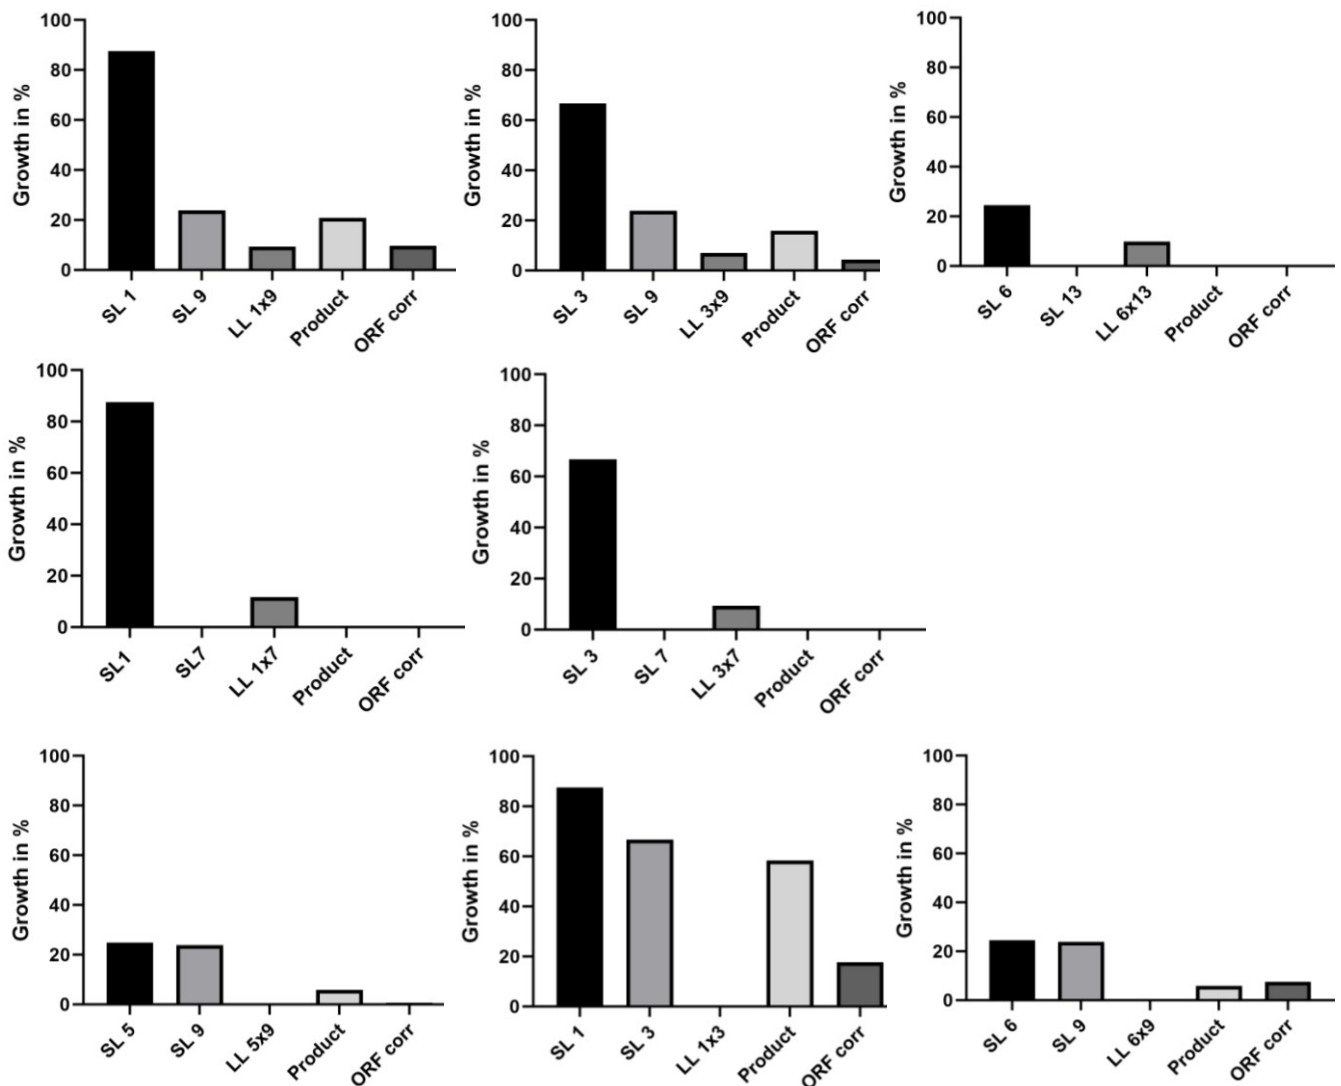 100
80
60
40
20
0
Growth in %
SL 1
SL 9
LL 1x9
Product
ORF corr
100
80
60
40
20
0
Growth in %
SL 3
SL 9
LL 3x9
Product
ORF corr
100
80
60
40
20
0
Growth in %
SL 6
SL 13
LL 6x13
Product
ORF corr
100
80
60
40
20
0
Growth in %
SL1
SL7
LL 1x7
Product
ORF corr
100
80
60
40
20
0
Growth in %
SL 3
SL 7
LL 3x7
Product
ORF corr
100
80
60
40
20
0
Growth in %
SL 5
SL 9
LL 5x9
Product
ORF corr
100
80
60
40
20
0
Growth in %
SL 1
SL 3
LL 1x3
Product
ORF corr
100
80
60
40
20
0
Growth in %
SL 6
SL 9
LL 6x9
Product
ORF corr